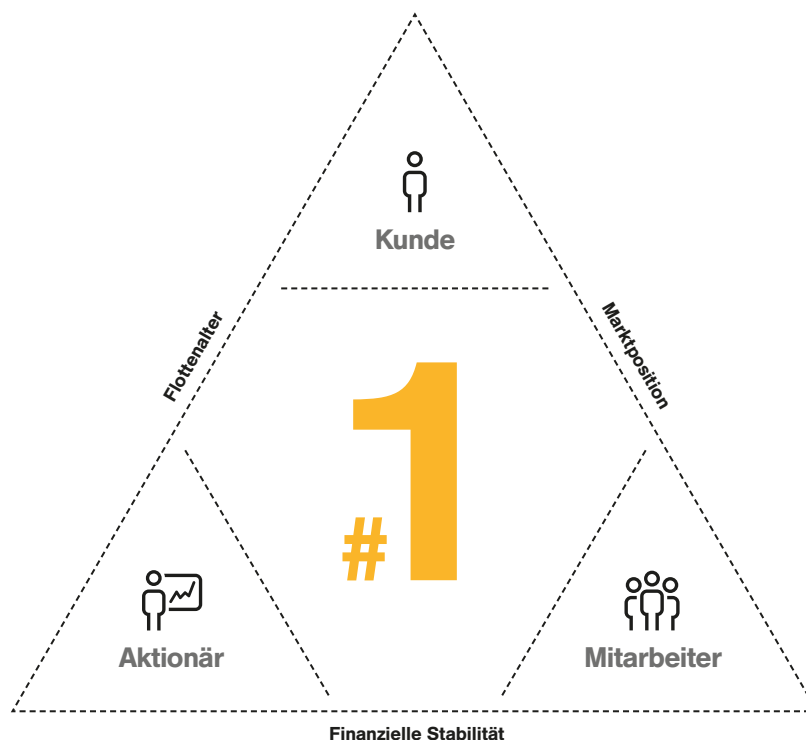 Kunde
Flottenalter
Marktposition
#1
Aktionär
Mitarbeiter
Finanzielle Stabilität